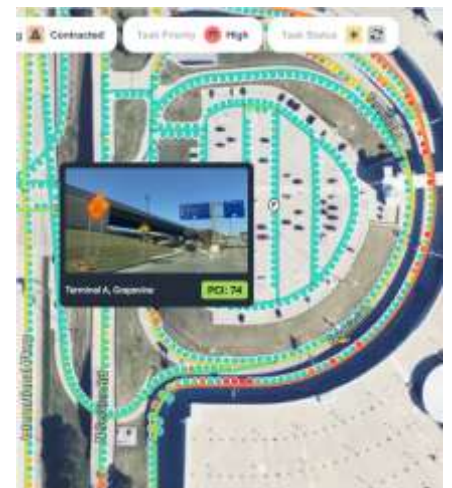 g Contracted Task Priority High Task Status
P
Terminal A, Grapevine PCI: 74